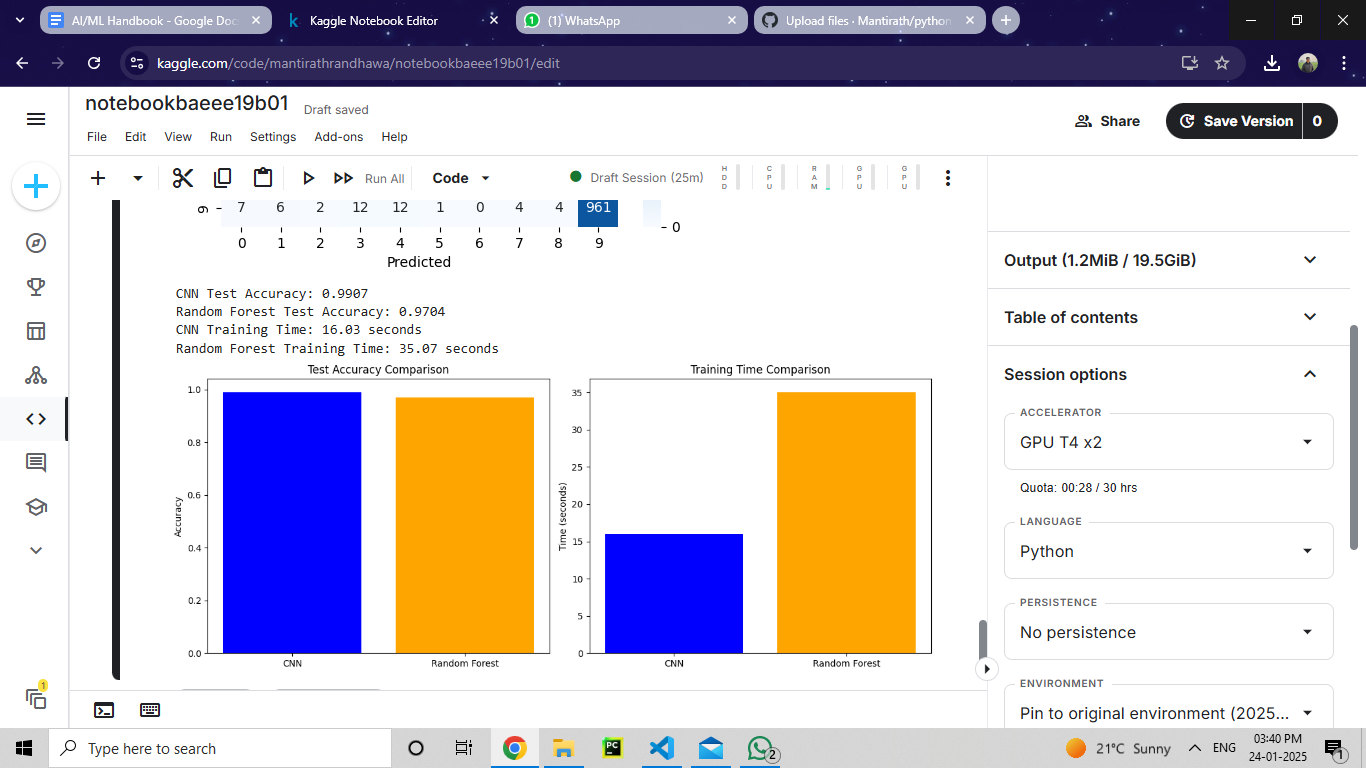 AI/ML Handbook - Google Doc
Kaggle Notebook Editor
(1) WhatsApp
Upload files · Mantirath/python
kaggle.com/code/mantirathrandhawa/notebookbaeee19b01/edit
notebookbaeee19b01
Draft saved
File Edit View Run Settings Add-ons Help
Share
Save Version 0
Run All
Code
Draft Session (25m)
HDD
CPU
RAM
GPU
GPU
9 7 6 2 12 12 1 0 4 4 961
0
0 1 2 3 4 5 6 7 8 9
Predicted
CNN Test Accuracy: 0.9907
Random Forest Test Accuracy: 0.9704
CNN Training Time: 16.03 seconds
Random Forest Training Time: 35.07 seconds
Test Accuracy Comparison
1.0
0.8
0.6
0.4
0.2
0.0
Accuracy
CNN Random Forest
Training Time Comparison
35
30
25
20
15
10
5
0
Time (seconds)
CNN Random Forest
Output (1.2MiB / 19.5GiB)
Table of contents
Session options
ACCELERATOR
GPU T4 x2
Quota: 00:28 / 30 hrs
LANGUAGE
Python
PERSISTENCE
No persistence
ENVIRONMENT
Pin to original environment (2025...
1
Type here to search
PC
2
21°C Sunny
ENG
03:40 PM
24-01-2025
1